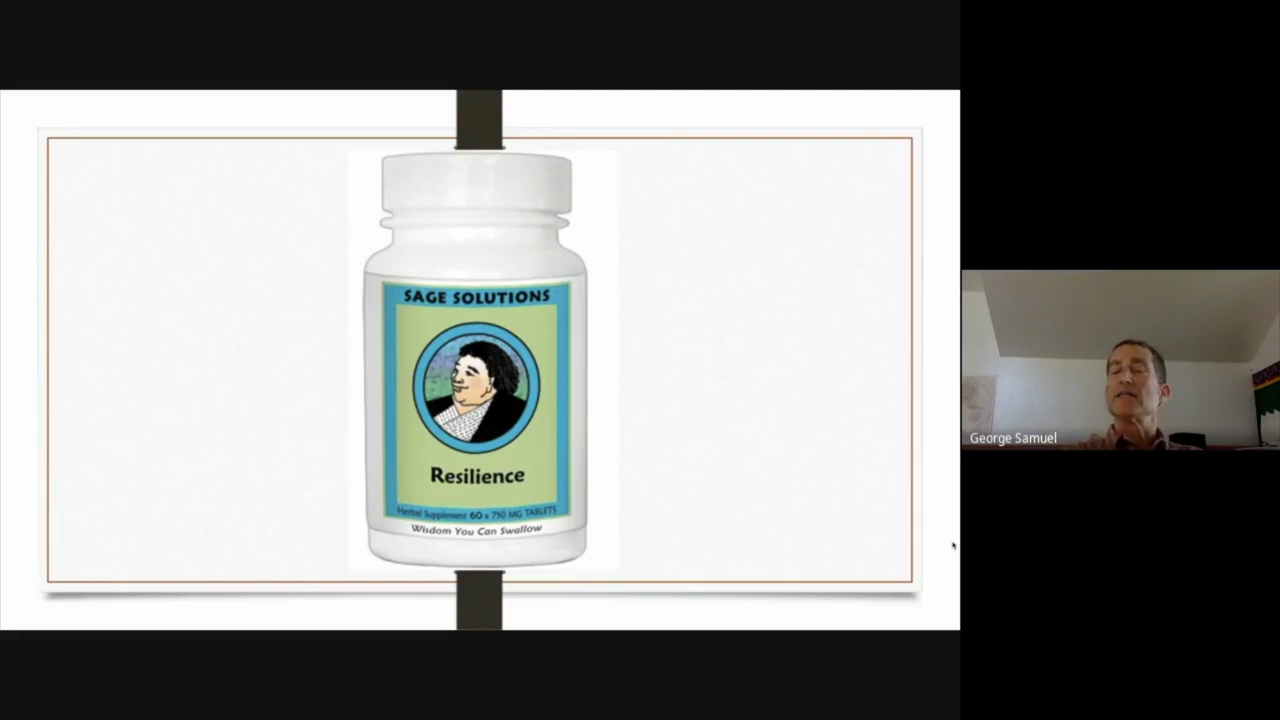 SAGE SOLUTIONS
Resilience
Herbal Supplement 60 x 750 MG TABLETS
Wisdom You Can Swallow
George Samuel